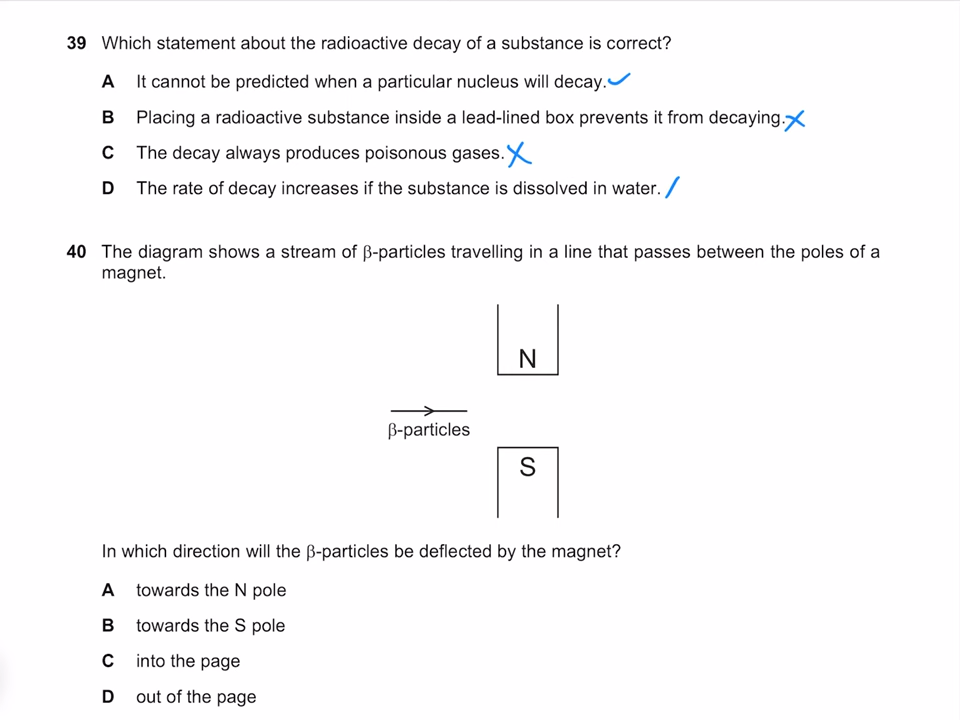 39 Which statement about the radioactive decay of a substance is correct?
A It cannot be predicted when a particular nucleus will decay.
B Placing a radioactive substance inside a lead-lined box prevents it from decaying.
C The decay always produces poisonous gases.
D The rate of decay increases if the substance is dissolved in water.
40 The diagram shows a stream of β-particles travelling in a line that passes between the poles of a
magnet.
N
β-particles
S
In which direction will the β-particles be deflected by the magnet?
A towards the N pole
B towards the S pole
C into the page
D out of the page